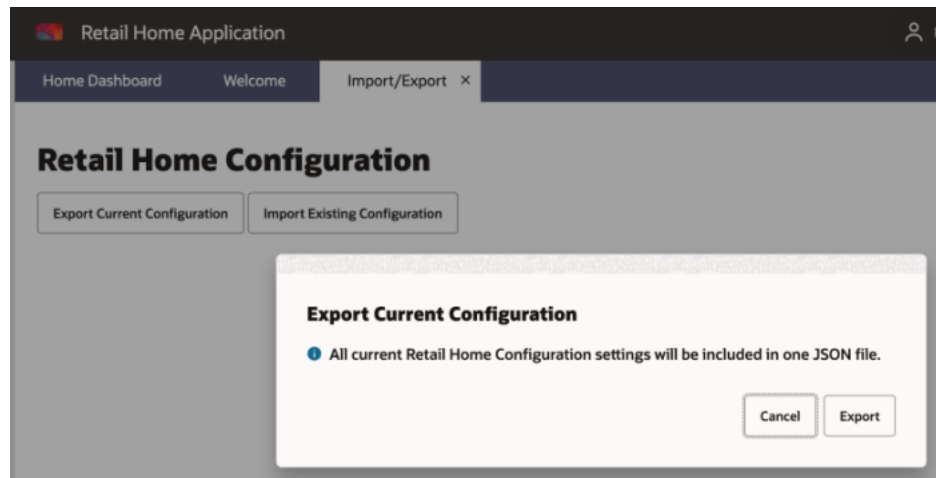 Retail Home Application
Home Dashboard Welcome Import/Export ×
Retail Home Configuration
Export Current Configuration Import Existing Configuration
Export Current Configuration
All current Retail Home Configuration settings will be included in one JSON file.
Cancel Export